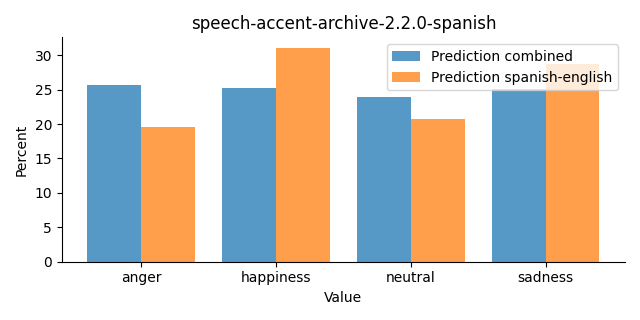 speech-accent-archive-2.2.0-spanish
Prediction combined
Prediction spanish-english
Percent
30
25
20
15
10
5
0
anger happiness neutral sadness
Value